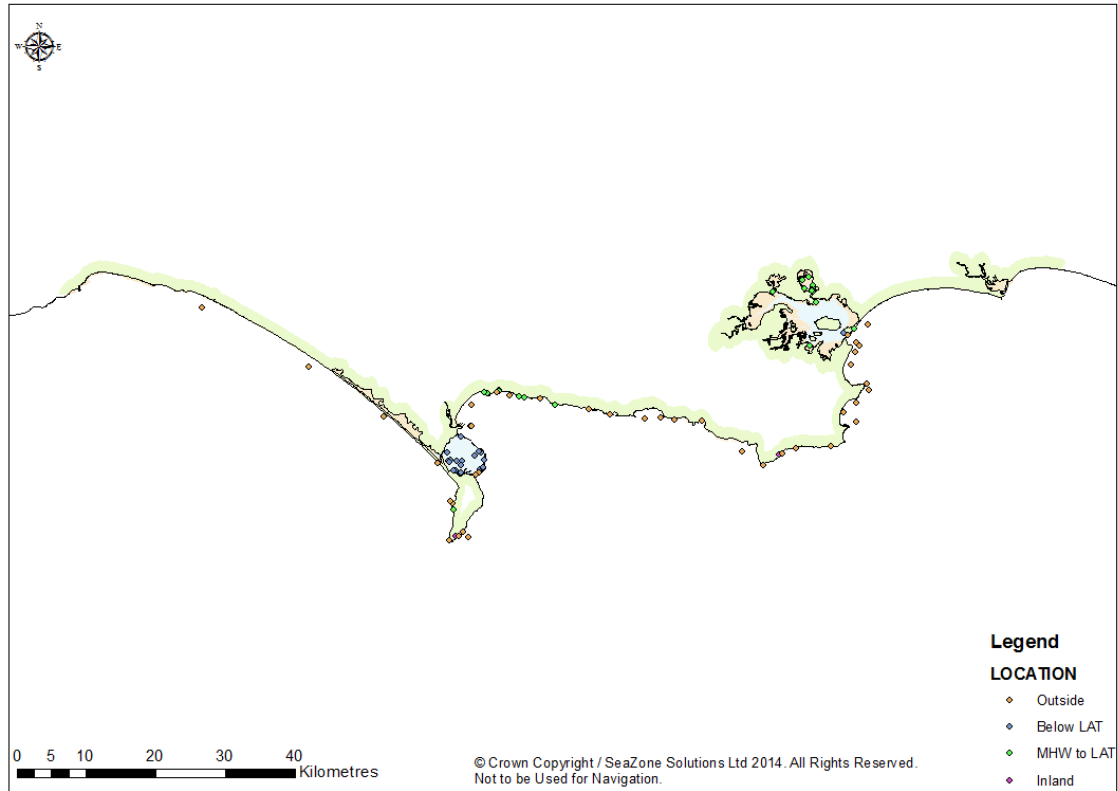 N
W E
S
Legend
LOCATION
Outside
Below LAT
MHW to LAT
Inland
0 5 10 20 30 40
Kilometres
© Crown Copyright / SeaZone Solutions Ltd 2014. All Rights Reserved.
Not to be Used for Navigation.